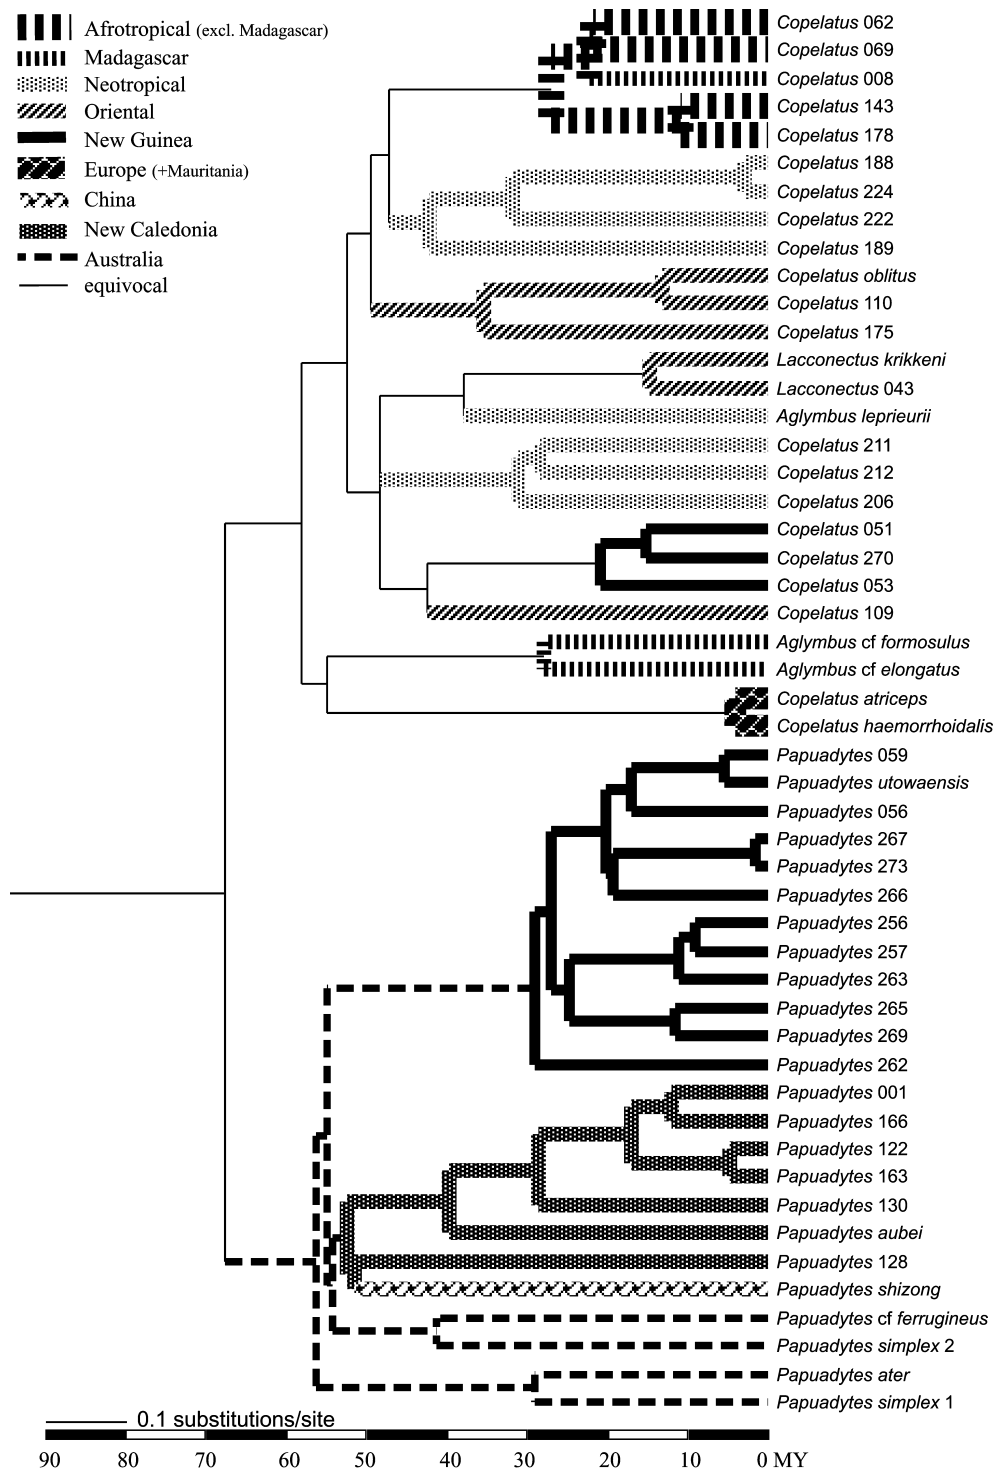 Afrotropical (excl. Madagascar)
Madagascar
Neotropical
Oriental
New Guinea
Europe (+Mauritania)
China
New Caledonia
Australia
equivocal
Copelatus 062
Copelatus 069
Copelatus 008
Copelatus 143
Copelatus 178
Copelatus 188
Copelatus 224
Copelatus 222
Copelatus 189
Copelatus oblitus
Copelatus 110
Copelatus 175
Lacconectus krikkeni
Lacconectus 043
Aglymbus leprieurii
Copelatus 211
Copelatus 212
Copelatus 206
Copelatus 051
Copelatus 270
Copelatus 053
Copelatus 109
Aglymbus cf formosulus
Aglymbus cf elongatus
Copelatus atriceps
Copelatus haemorrhoidalis
Papuadytes 059
Papuadytes utowaensis
Papuadytes 056
Papuadytes 267
Papuadytes 273
Papuadytes 266
Papuadytes 256
Papuadytes 257
Papuadytes 263
Papuadytes 265
Papuadytes 269
Papuadytes 262
Papuadytes 001
Papuadytes 166
Papuadytes 122
Papuadytes 163
Papuadytes 130
Papuadytes aubei
Papuadytes 128
Papuadytes shizong
Papuadytes cf ferrugineus
Papuadytes simplex 2
Papuadytes ater
Papuadytes simplex 1
0.1 substitutions/site
90 80 70 60 50 40 30 20 10 0 MY